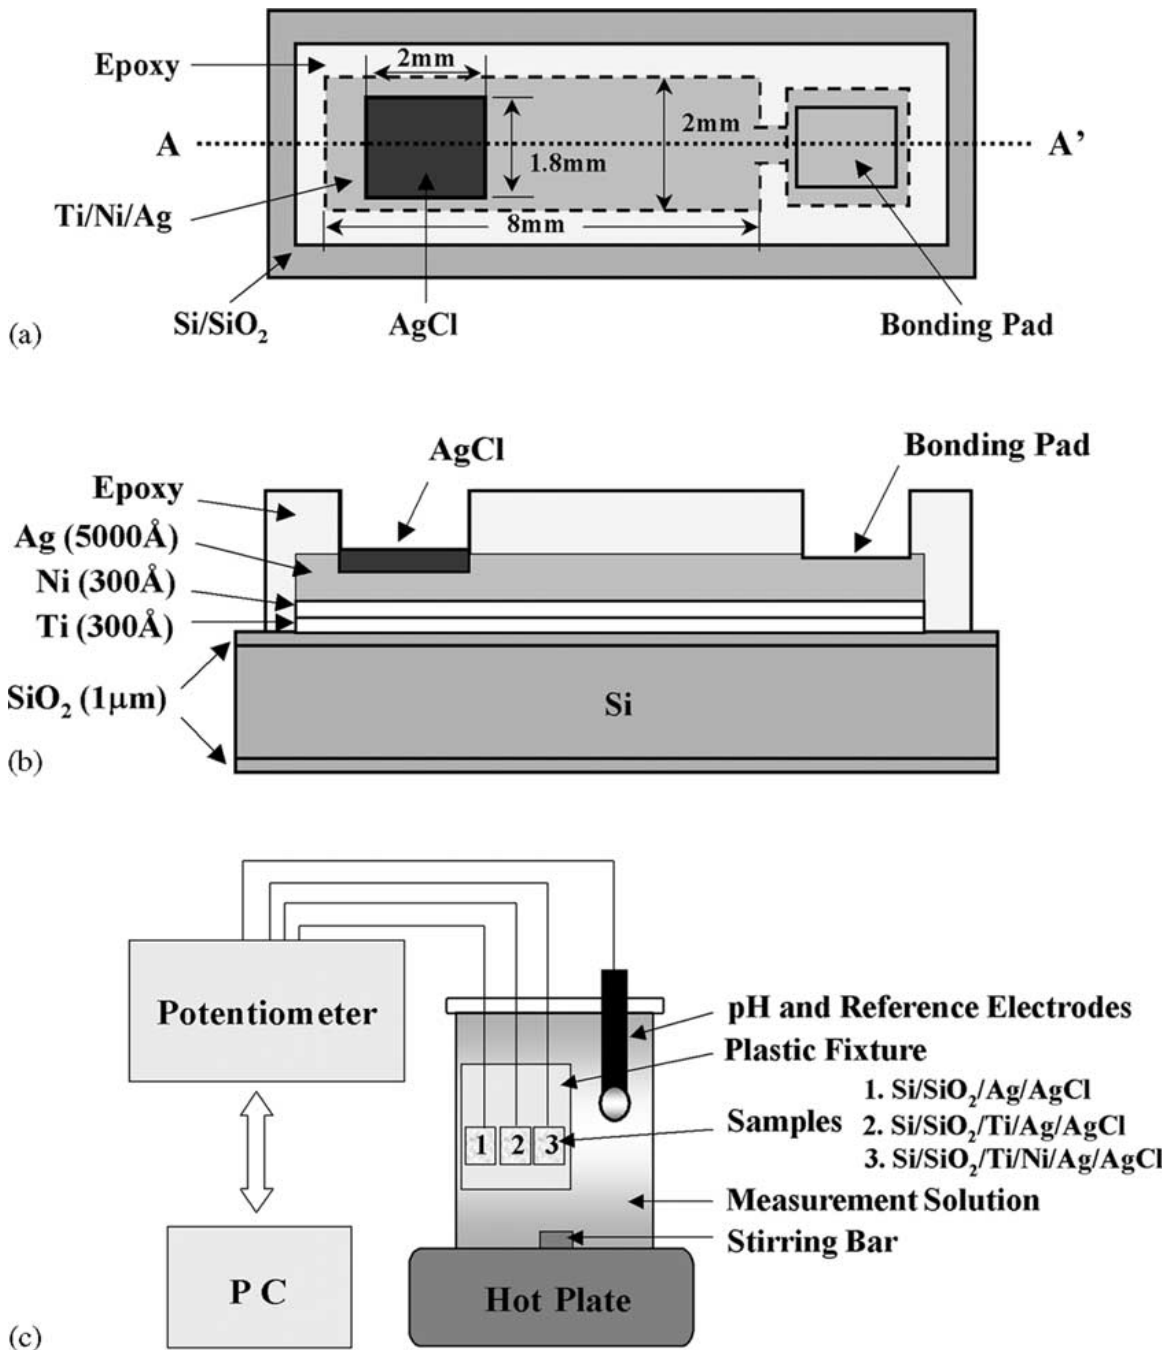 2mm
Epoxy
2mm
A
A'
1.8mm
Ti/Ni/Ag
8mm
Si/SiO₂
AgCl
Bonding Pad
(a)
AgCl
Bonding Pad
Epoxy
Ag (5000Å)
Ni (300Å)
Ti (300Å)
SiO₂ (1μm)
Si
(b)
Potentiometer
pH and Reference Electrodes
Plastic Fixture
1. Si/SiO₂/Ag/AgCl
Samples
2. Si/SiO₂/Ti/Ag/AgCl
1 2 3
3. Si/SiO₂/Ti/Ni/Ag/AgCl
Measurement Solution
Stirring Bar
P C
Hot Plate
(c)